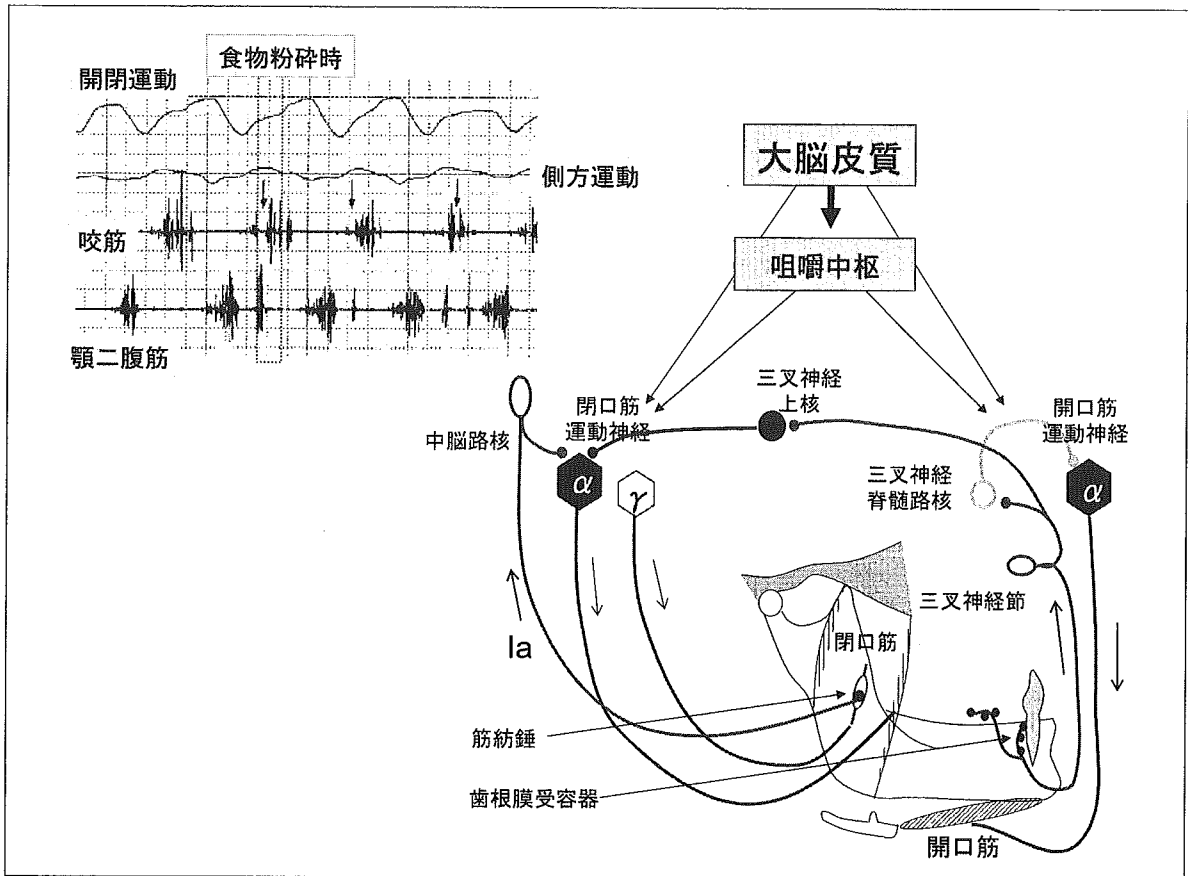 食物粉砕時
開閉運動
側方運動
咬筋
顎二腹筋
大脳皮質
咀嚼中枢
三叉神経
上核
閉口筋
運動神経
開口筋
運動神経
中脳路核
三叉神経
脊髄路核
α
γ
α
三叉神経節
閉口筋
Ia
筋紡錘
歯根膜受容器
開口筋